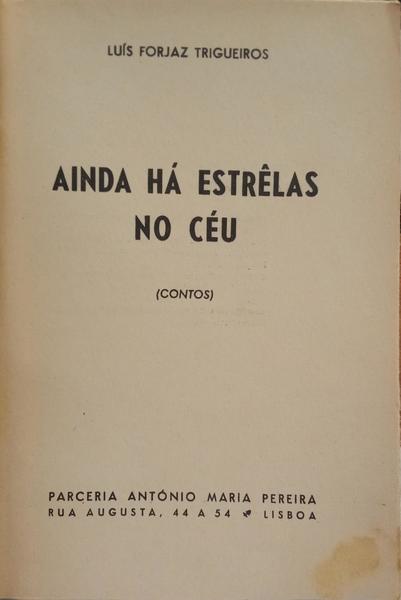 LUÍS FORJAZ TRIGUEIROS
AINDA HÁ ESTRÊLAS
NO CÉU
(CONTOS)
PARCERIA ANTÓNIO MARIA PEREIRA
RUA AUGUSTA, 44 A 54 LISBOA